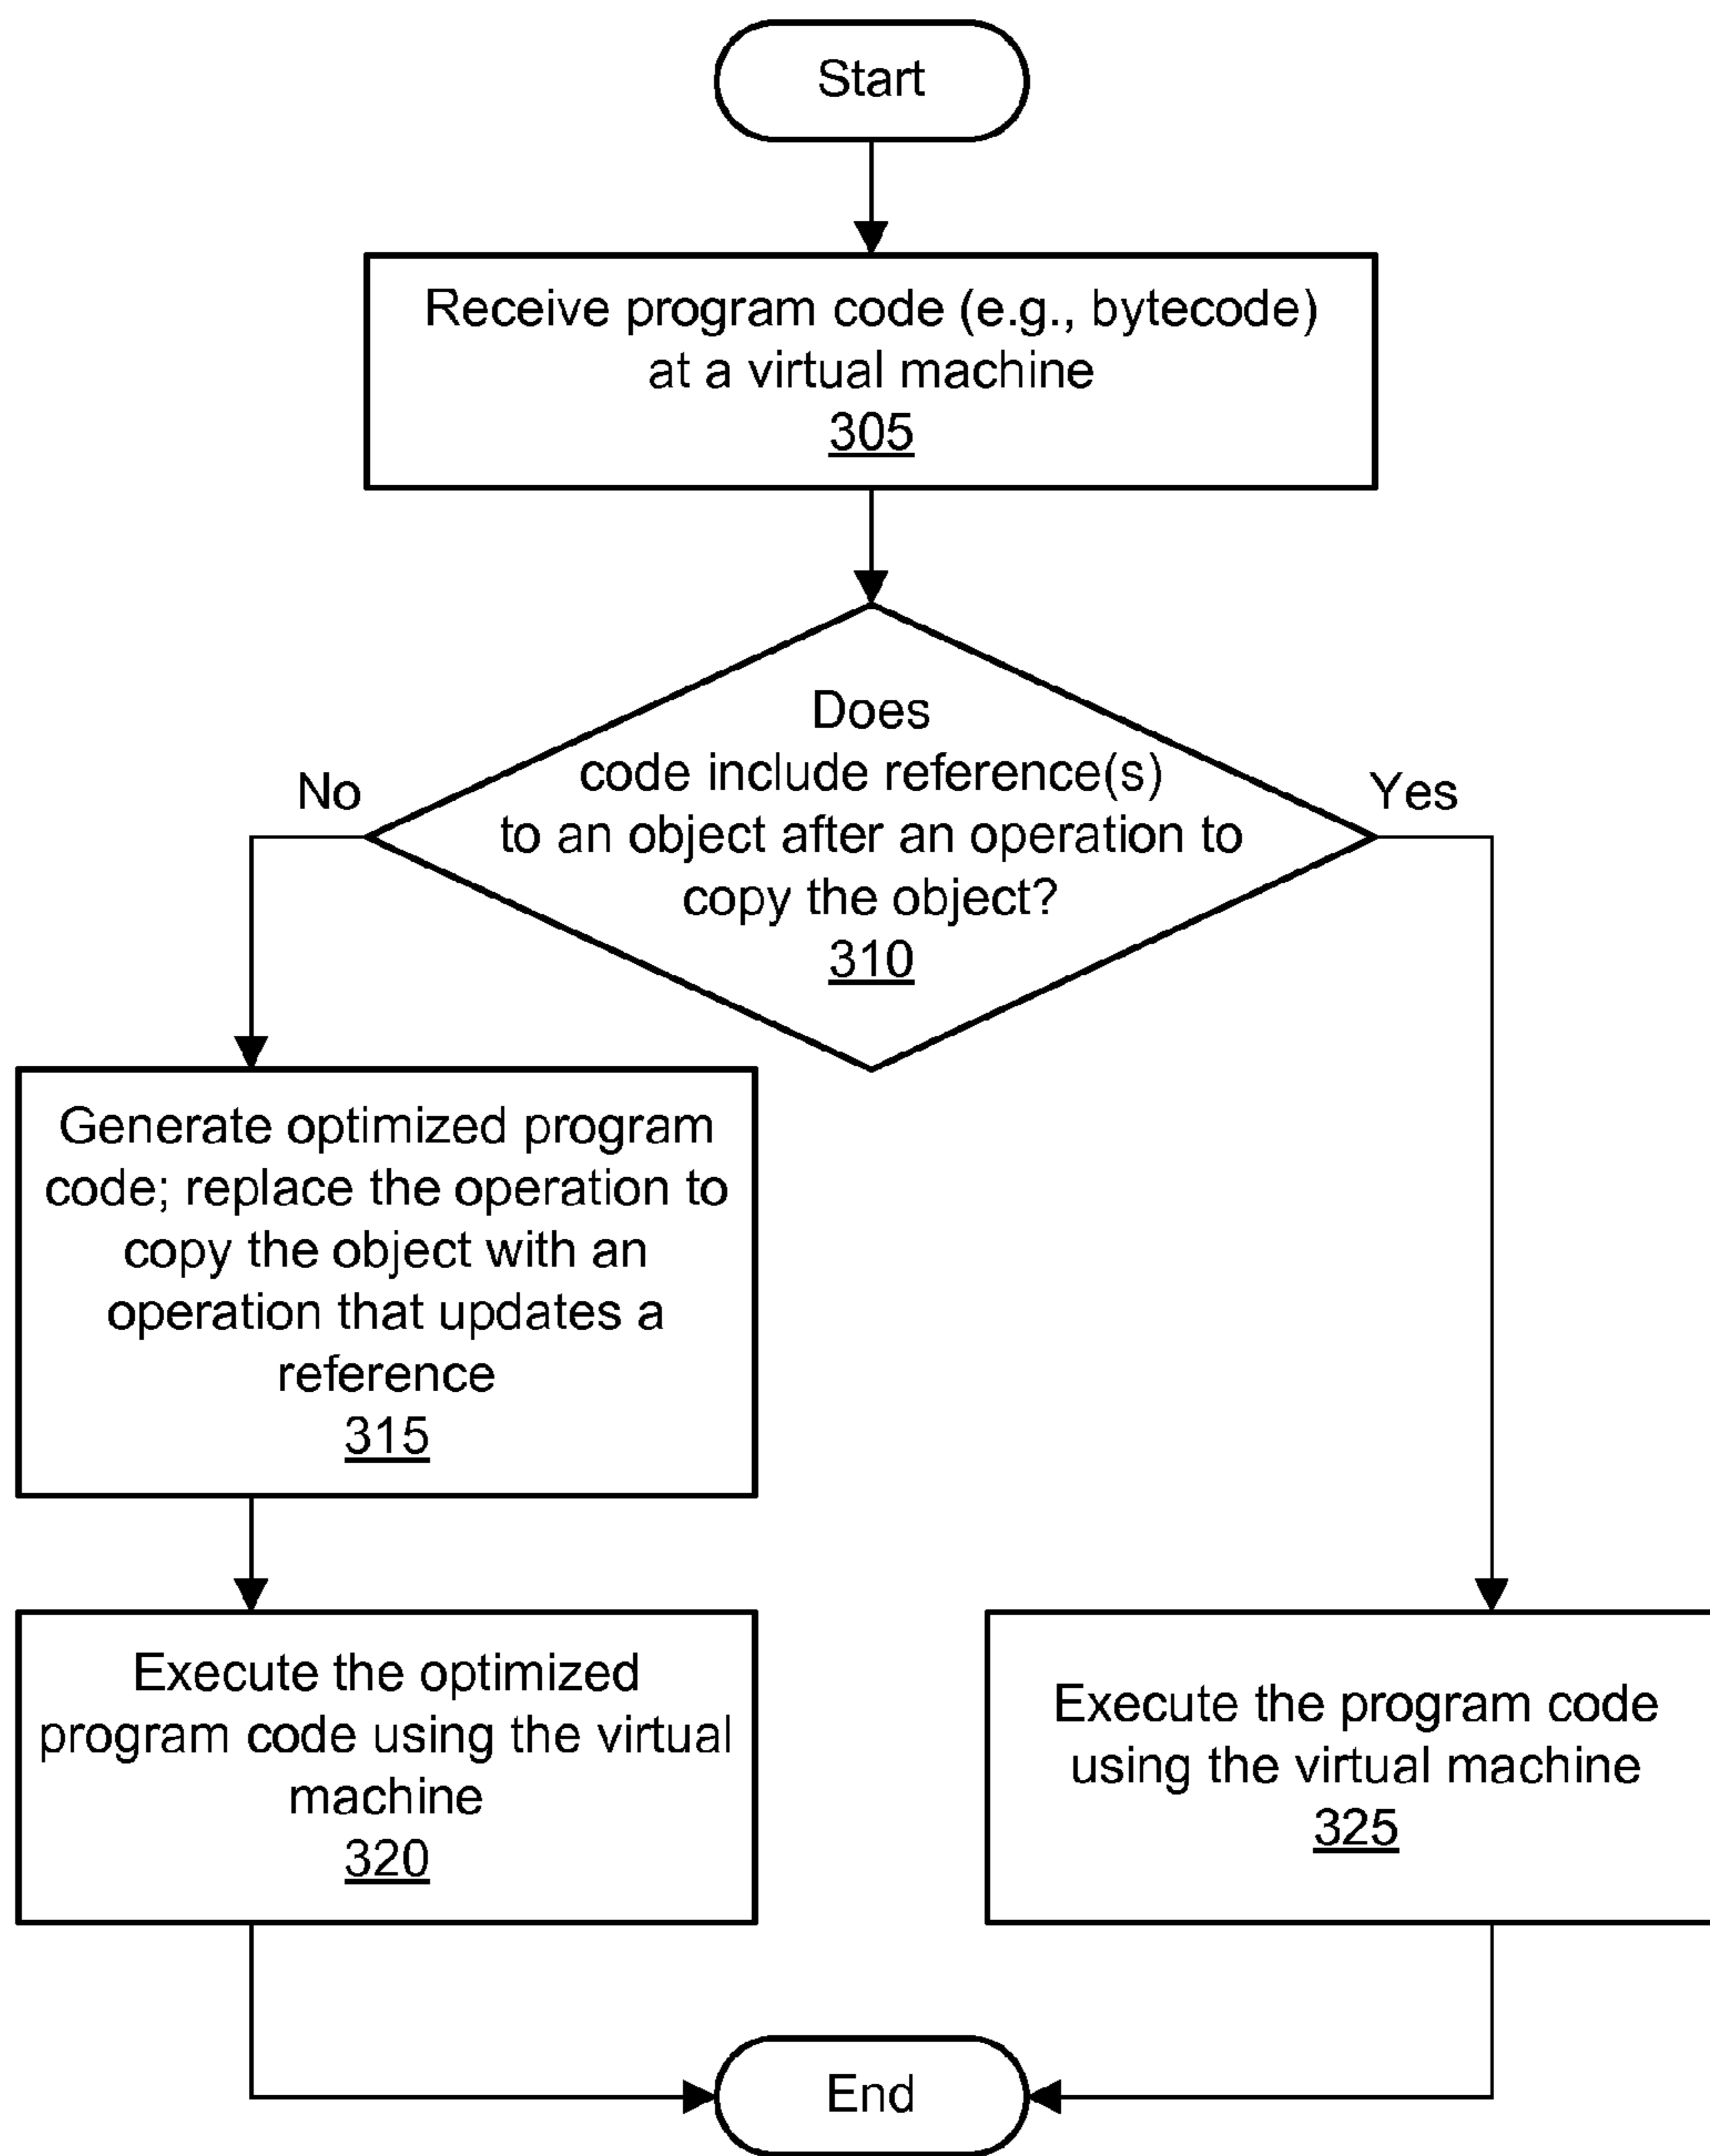 Start
Receive program code (e.g., bytecode)
at a virtual machine
305
Does
code include reference(s)
to an object after an operation to
copy the object?
310
No
Yes
Generate optimized program
code; replace the operation to
copy the object with an
operation that updates a
reference
315
Execute the optimized
program code using the virtual
machine
320
Execute the program code
using the virtual machine
325
End